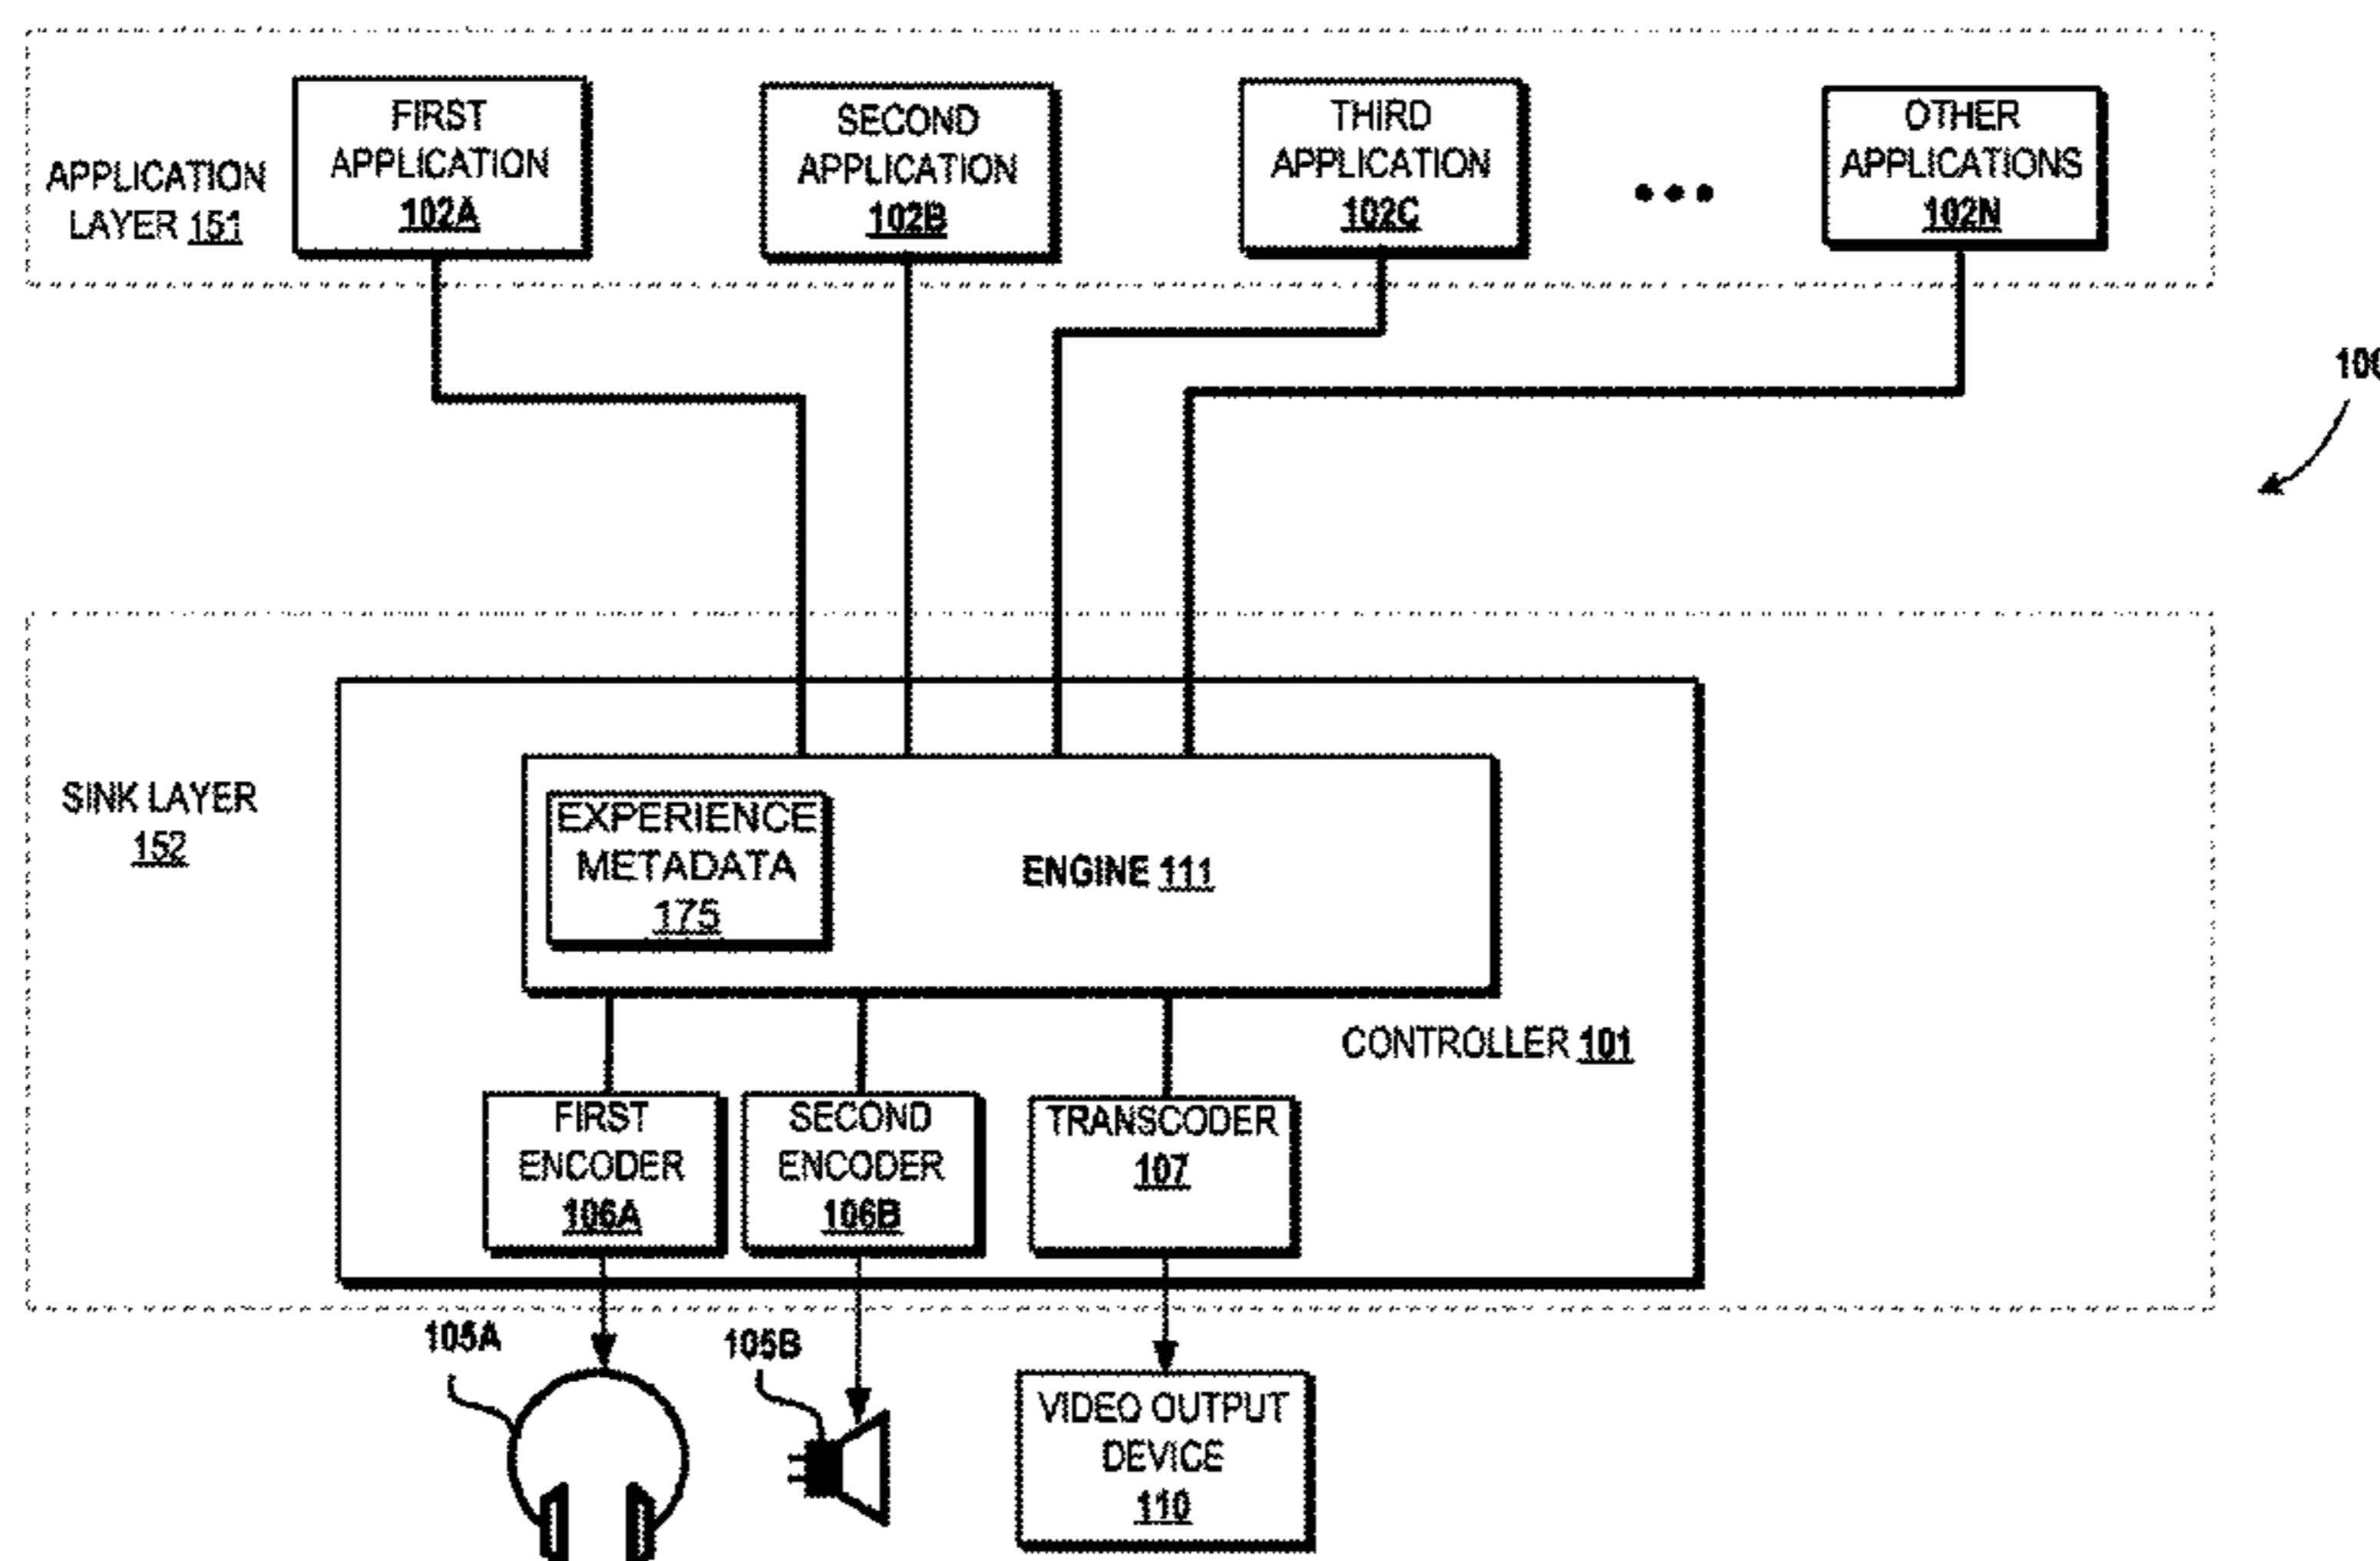 FIRST
APPLICATION
102A
SECOND
APPLICATION
102B
THIRD
APPLICATION
102C
OTHER
APPLICATIONS
102N
APPLICATION
LAYER 151
100
SINK LAYER
152
EXPERIENCE
METADATA
175
ENGINE 111
CONTROLLER 101
FIRST
ENCODER
106A
SECOND
ENCODER
106B
TRANSCODER
107
105A
105B
VIDEO OUTPUT
DEVICE
110